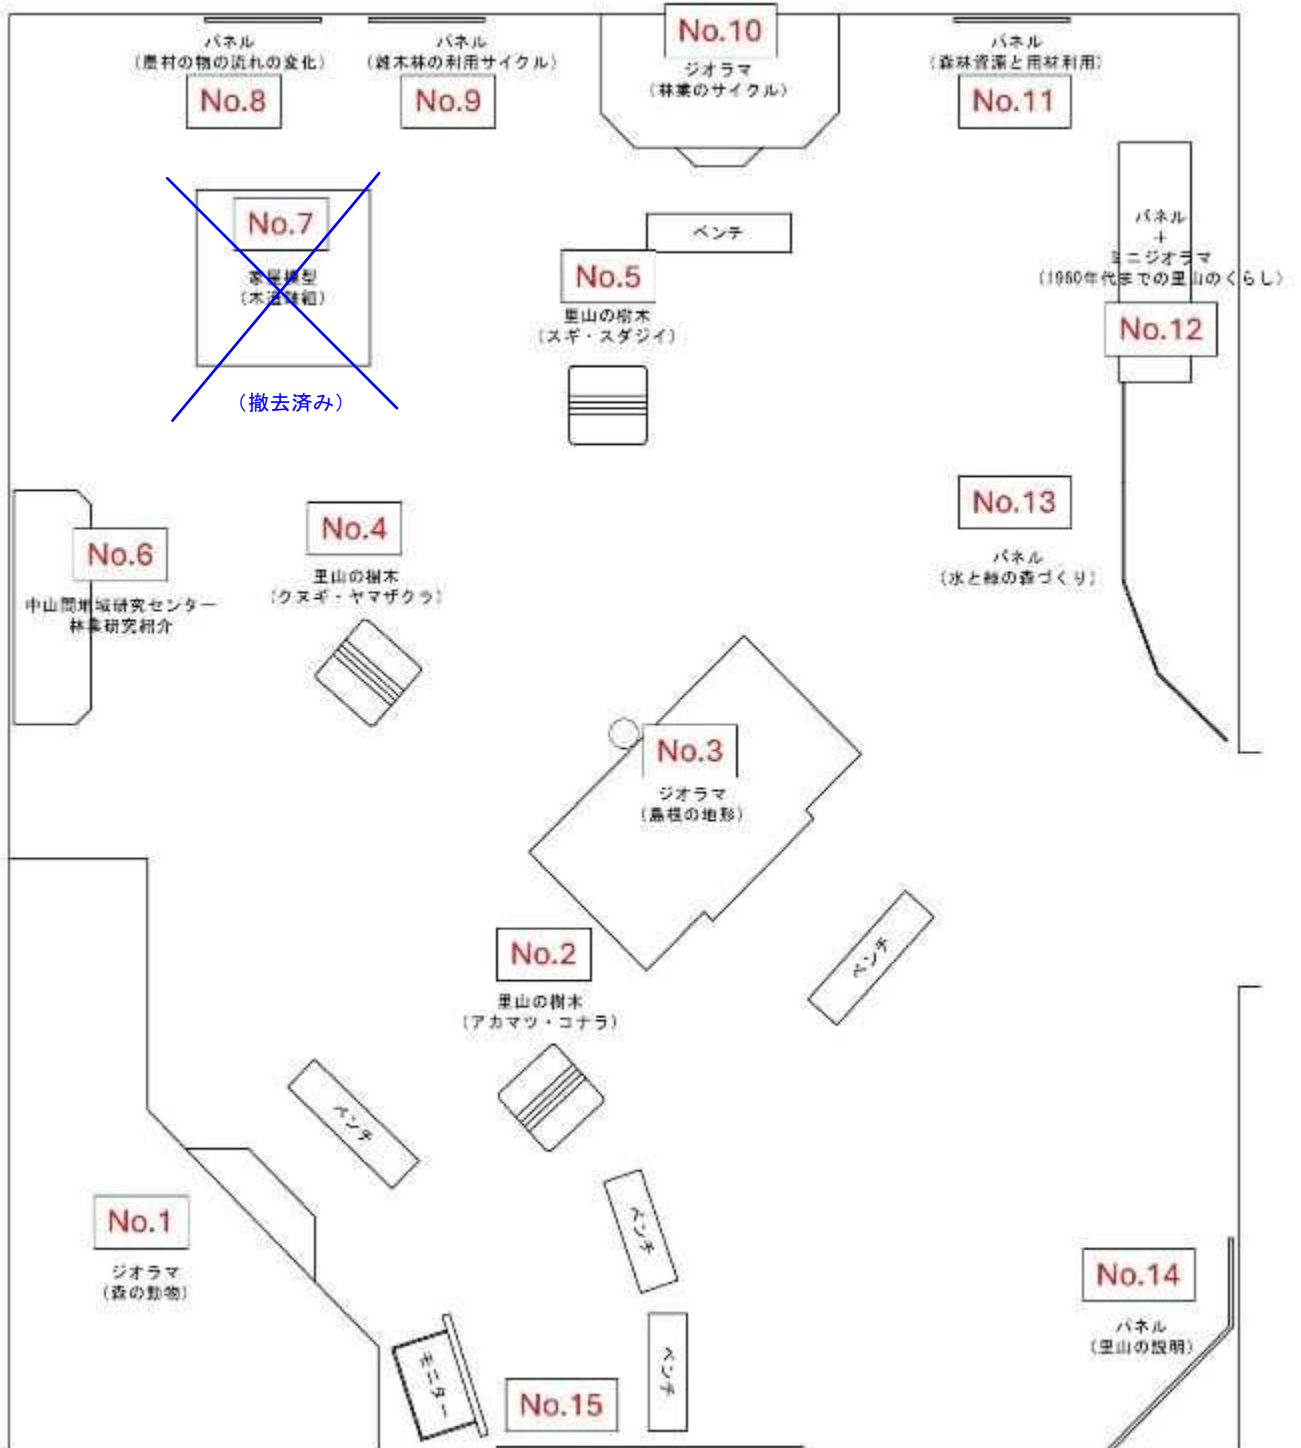 パネル
（農村の物の流れの変化）
No.8
パネル
（雑木林の利用サイクル）
No.9
No.10
ジオラマ
（林業のサイクル）
パネル
（森林資源と用材利用）
No.11
No.7
家屋模型
（木造軸組）
（撤去済み）
ベンチ
No.5
里山の樹木
（スギ・スダジイ）
パネル
＋
ミニジオラマ
（1960年代までの里山のくらし）
No.12
No.6
中山間地域研究センター
林業研究紹介
No.4
里山の樹木
（クヌギ・ヤマザクラ）
No.13
パネル
（水と緑の森づくり）
No.3
ジオラマ
（島根の地形）
No.2
里山の樹木
（アカマツ・コナラ）
ベンチ
ベンチ
ベンチ
No.1
ジオラマ
（森の動物）
No.14
パネル
（里山の説明）
モニター
No.15
ベンチ